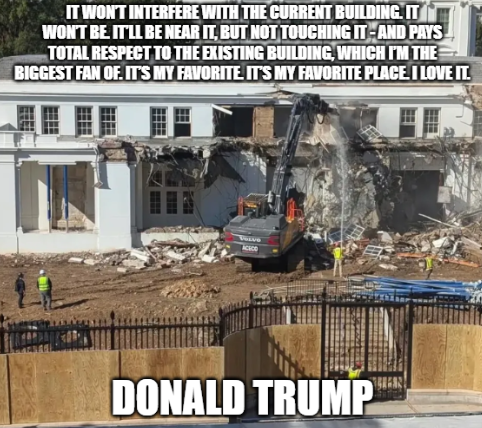 IT WON'T INTERFERE WITH THE CURRENT BUILDING. IT
WON'T BE. IT'LL BE NEAR IT, BUT NOT TOUCHING IT - AND PAYS
TOTAL RESPECT TO THE EXISTING BUILDING, WHICH I'M THE
BIGGEST FAN OF. IT'S MY FAVORITE. IT'S MY FAVORITE PLACE. I LOVE IT.
VOLVO
ACECO
DONALD TRUMP